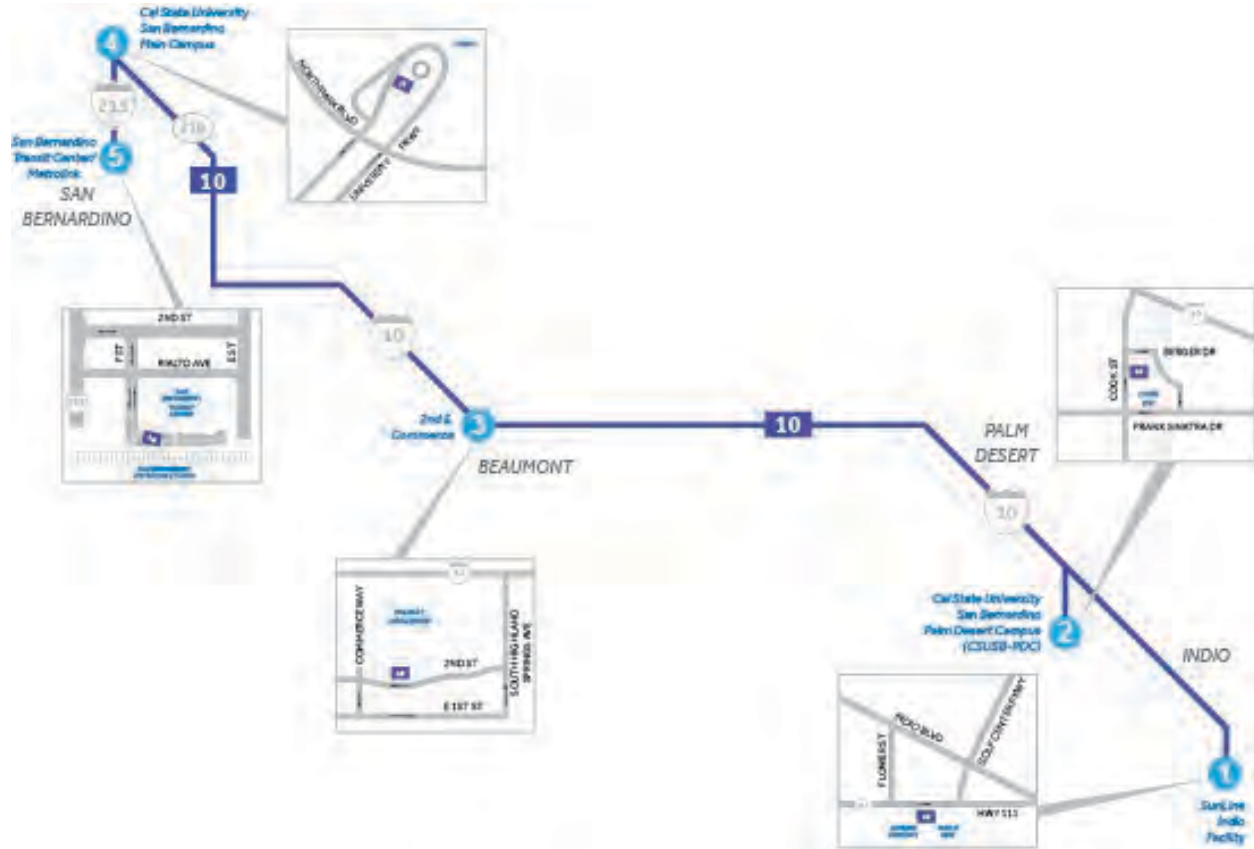 Cal State University
San Bernardino
Main Campus
4
215
San Bernardino
Transit Center/
Metrolink
5
SAN
BERNARDINO
10
NORTHPARK BLVD
UNIVERSITY PKWY
2ND ST
F ST
E ST
RIALTO AVE
10
2nd &
Commerce
3
BEAUMONT
10
PALM
DESERT
10
COOK ST
BERGER DR
FRANK SINATRA DR
COMMERCE WAY
2ND ST
E 1ST ST
SOUTH HIGHLAND
SPRINGS AVE
Cal State University
San Bernardino
Palm Desert Campus
(CSUSB-PDC)
2
INDIO
INDIO BLVD
GOLF CENTER PKWY
FLOWER ST
HWY 111
1
SunLine
Indio
Facility